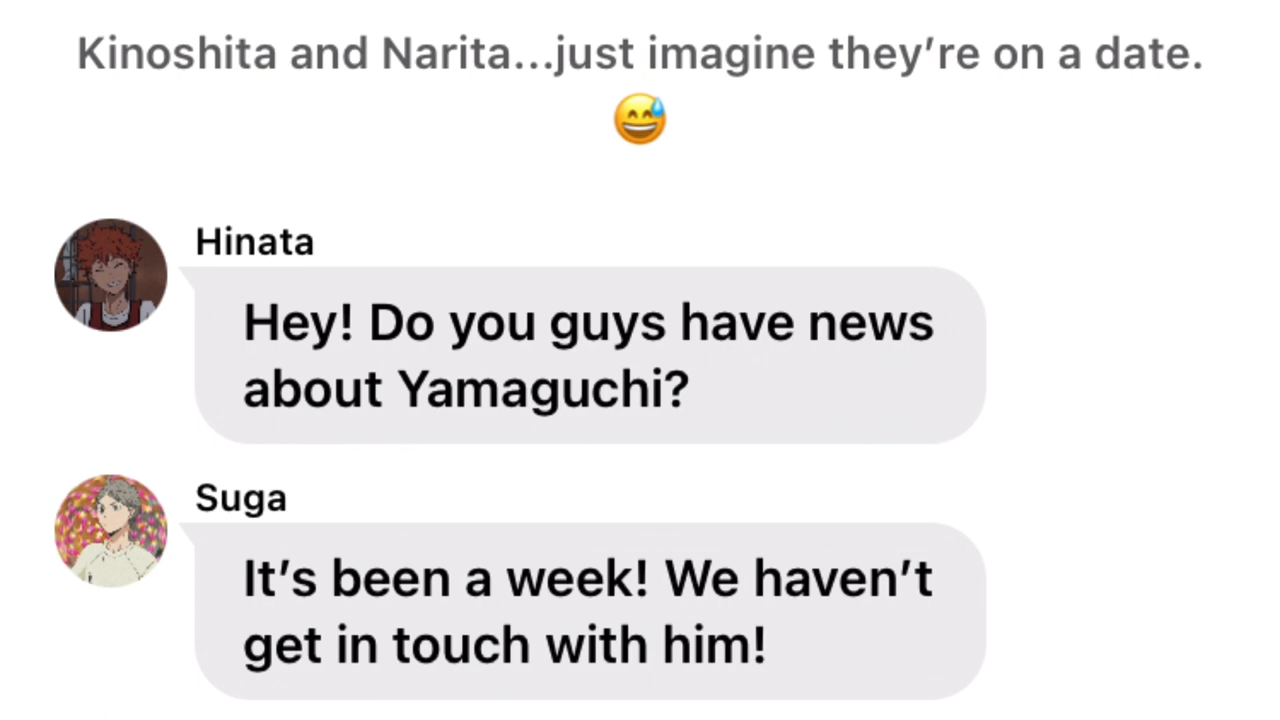 Kinoshita and Narita...just imagine they’re on a date.
😅
Hinata
Hey! Do you guys have news
about Yamaguchi?
Suga
It’s been a week! We haven’t
get in touch with him!